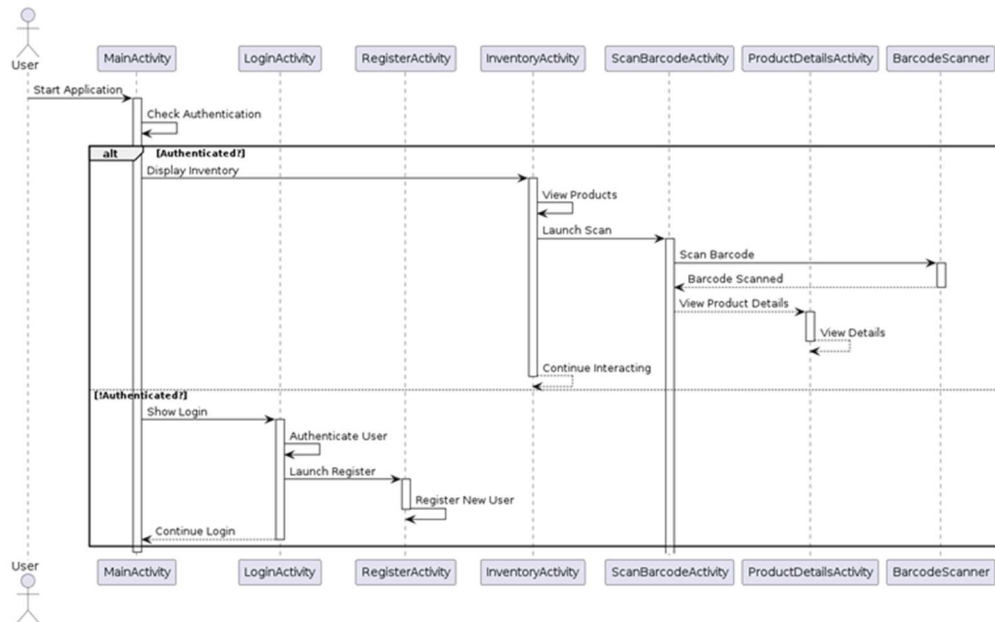 User
MainActivity
LoginActivity
RegisterActivity
InventoryActivity
ScanBarcodeActivity
ProductDetailsActivity
BarcodeScanner
Start Application
Check Authentication
alt
[Authenticated?]
Display Inventory
View Products
Launch Scan
Scan Barcode
Barcode Scanned
View Product Details
View Details
Continue Interacting
[!Authenticated?]
Show Login
Authenticate User
Launch Register
Register New User
Continue Login
User
MainActivity
LoginActivity
RegisterActivity
InventoryActivity
ScanBarcodeActivity
ProductDetailsActivity
BarcodeScanner